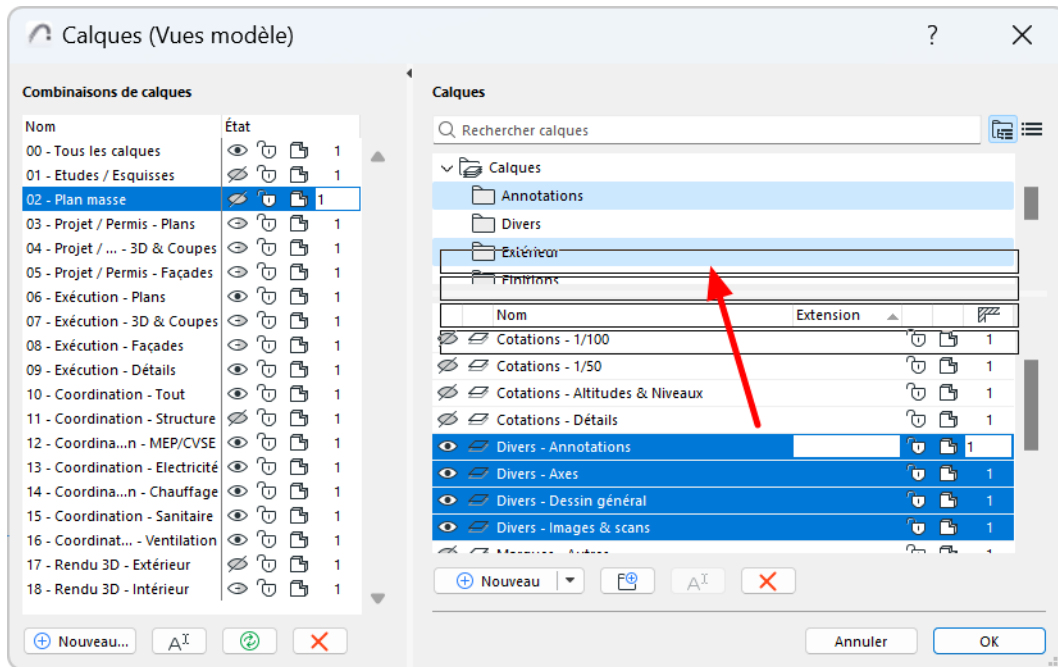 Calques (Vues modèle) ?
Combinaisons de calques
Nom État
00 - Tous les calques 1
01 - Etudes / Esquisses 1
02 - Plan masse 1
03 - Projet / Permis - Plans 1
04 - Projet / ... - 3D & Coupes 1
05 - Projet / Permis - Façades 1
06 - Exécution - Plans 1
07 - Exécution - 3D & Coupes 1
08 - Exécution - Façades 1
09 - Exécution - Détails 1
10 - Coordination - Tout 1
11 - Coordination - Structure 1
12 - Coordina...n - MEP/CVSE 1
13 - Coordination - Electricité 1
14 - Coordina...n - Chauffage 1
15 - Coordination - Sanitaire 1
16 - Coordinat... - Ventilation 1
17 - Rendu 3D - Extérieur 1
18 - Rendu 3D - Intérieur 1
Nouveau...
Calques
Rechercher calques
Calques
Annotations
Divers
Extérieur
Finitions
Nom Extension
Cotations - 1/100 1
Cotations - 1/50 1
Cotations - Altitudes & Niveaux 1
Cotations - Détails 1
Divers - Annotations 1
Divers - Axes 1
Divers - Dessin général 1
Divers - Images & scans 1
Marques - Autres 1
Nouveau
Annuler OK